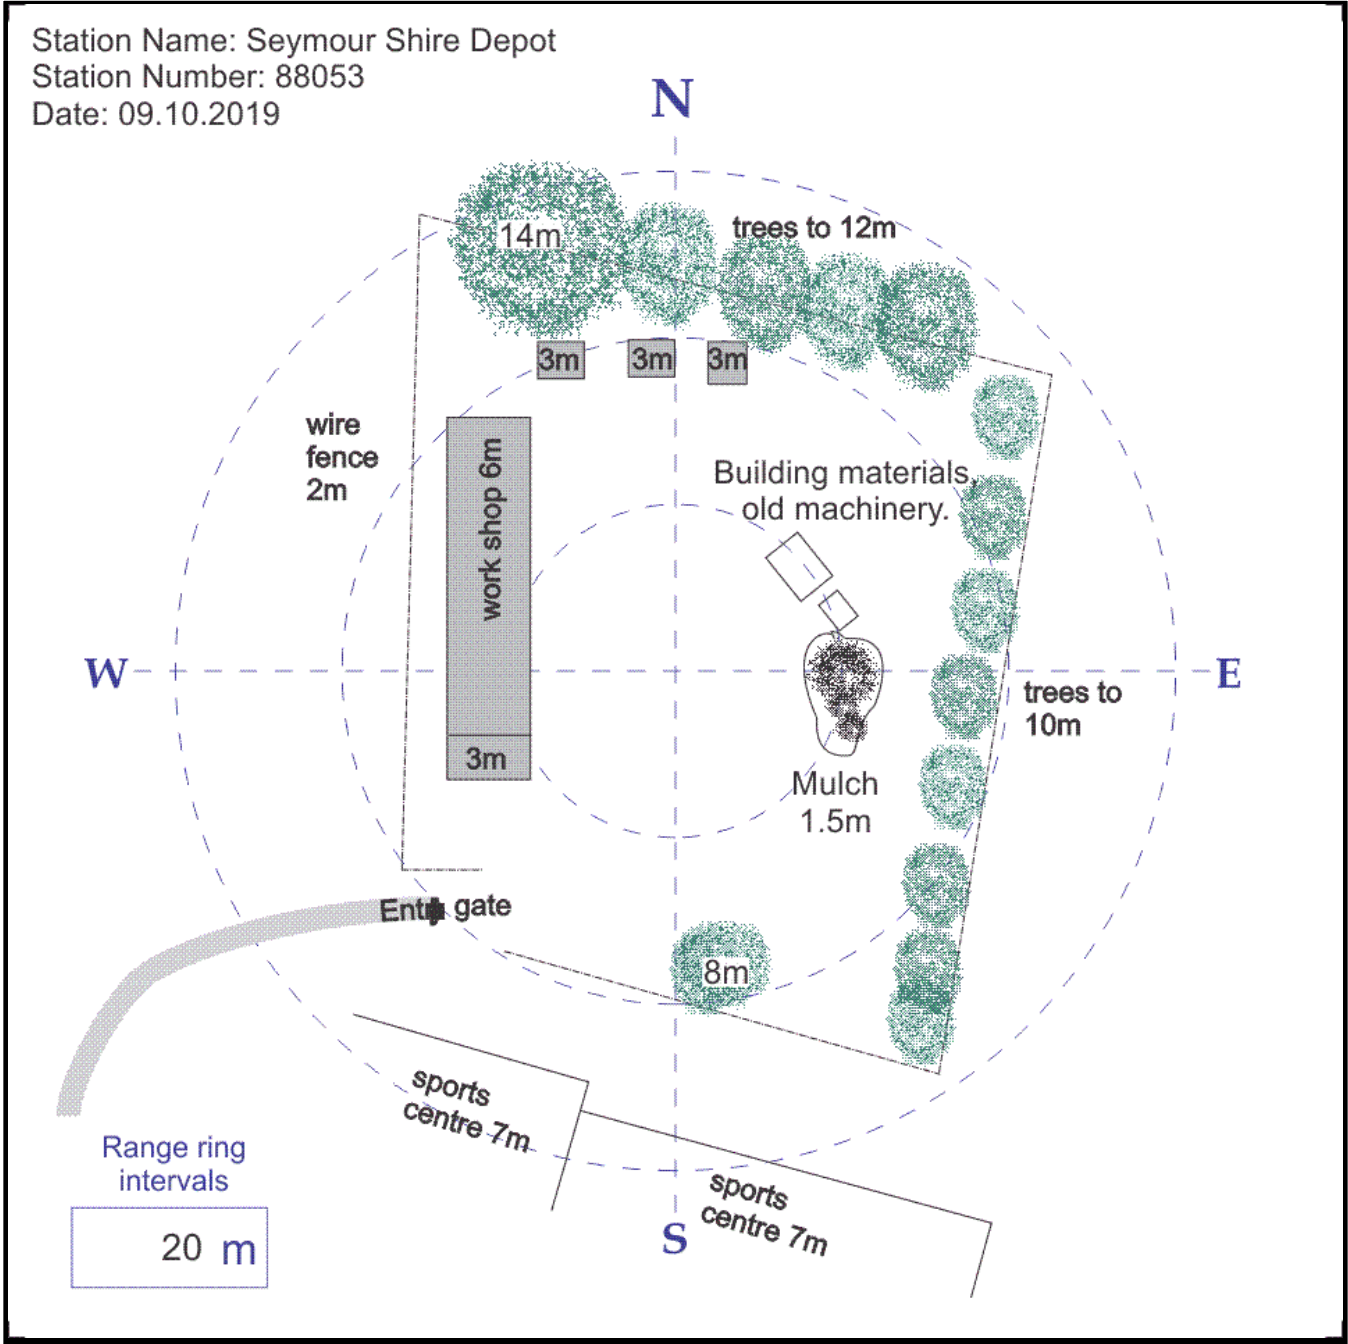 Station Name: Seymour Shire Depot
Station Number: 88053
Date: 09.10.2019
N
14m
trees to 12m
3m
3m
3m
wire
fence
2m
work shop 6m
Building materials,
old machinery.
W
E
trees to
10m
3m
Mulch
1.5m
gate
8m
sports
centre 7m
Range ring
intervals
20 m
sports
centre 7m
S